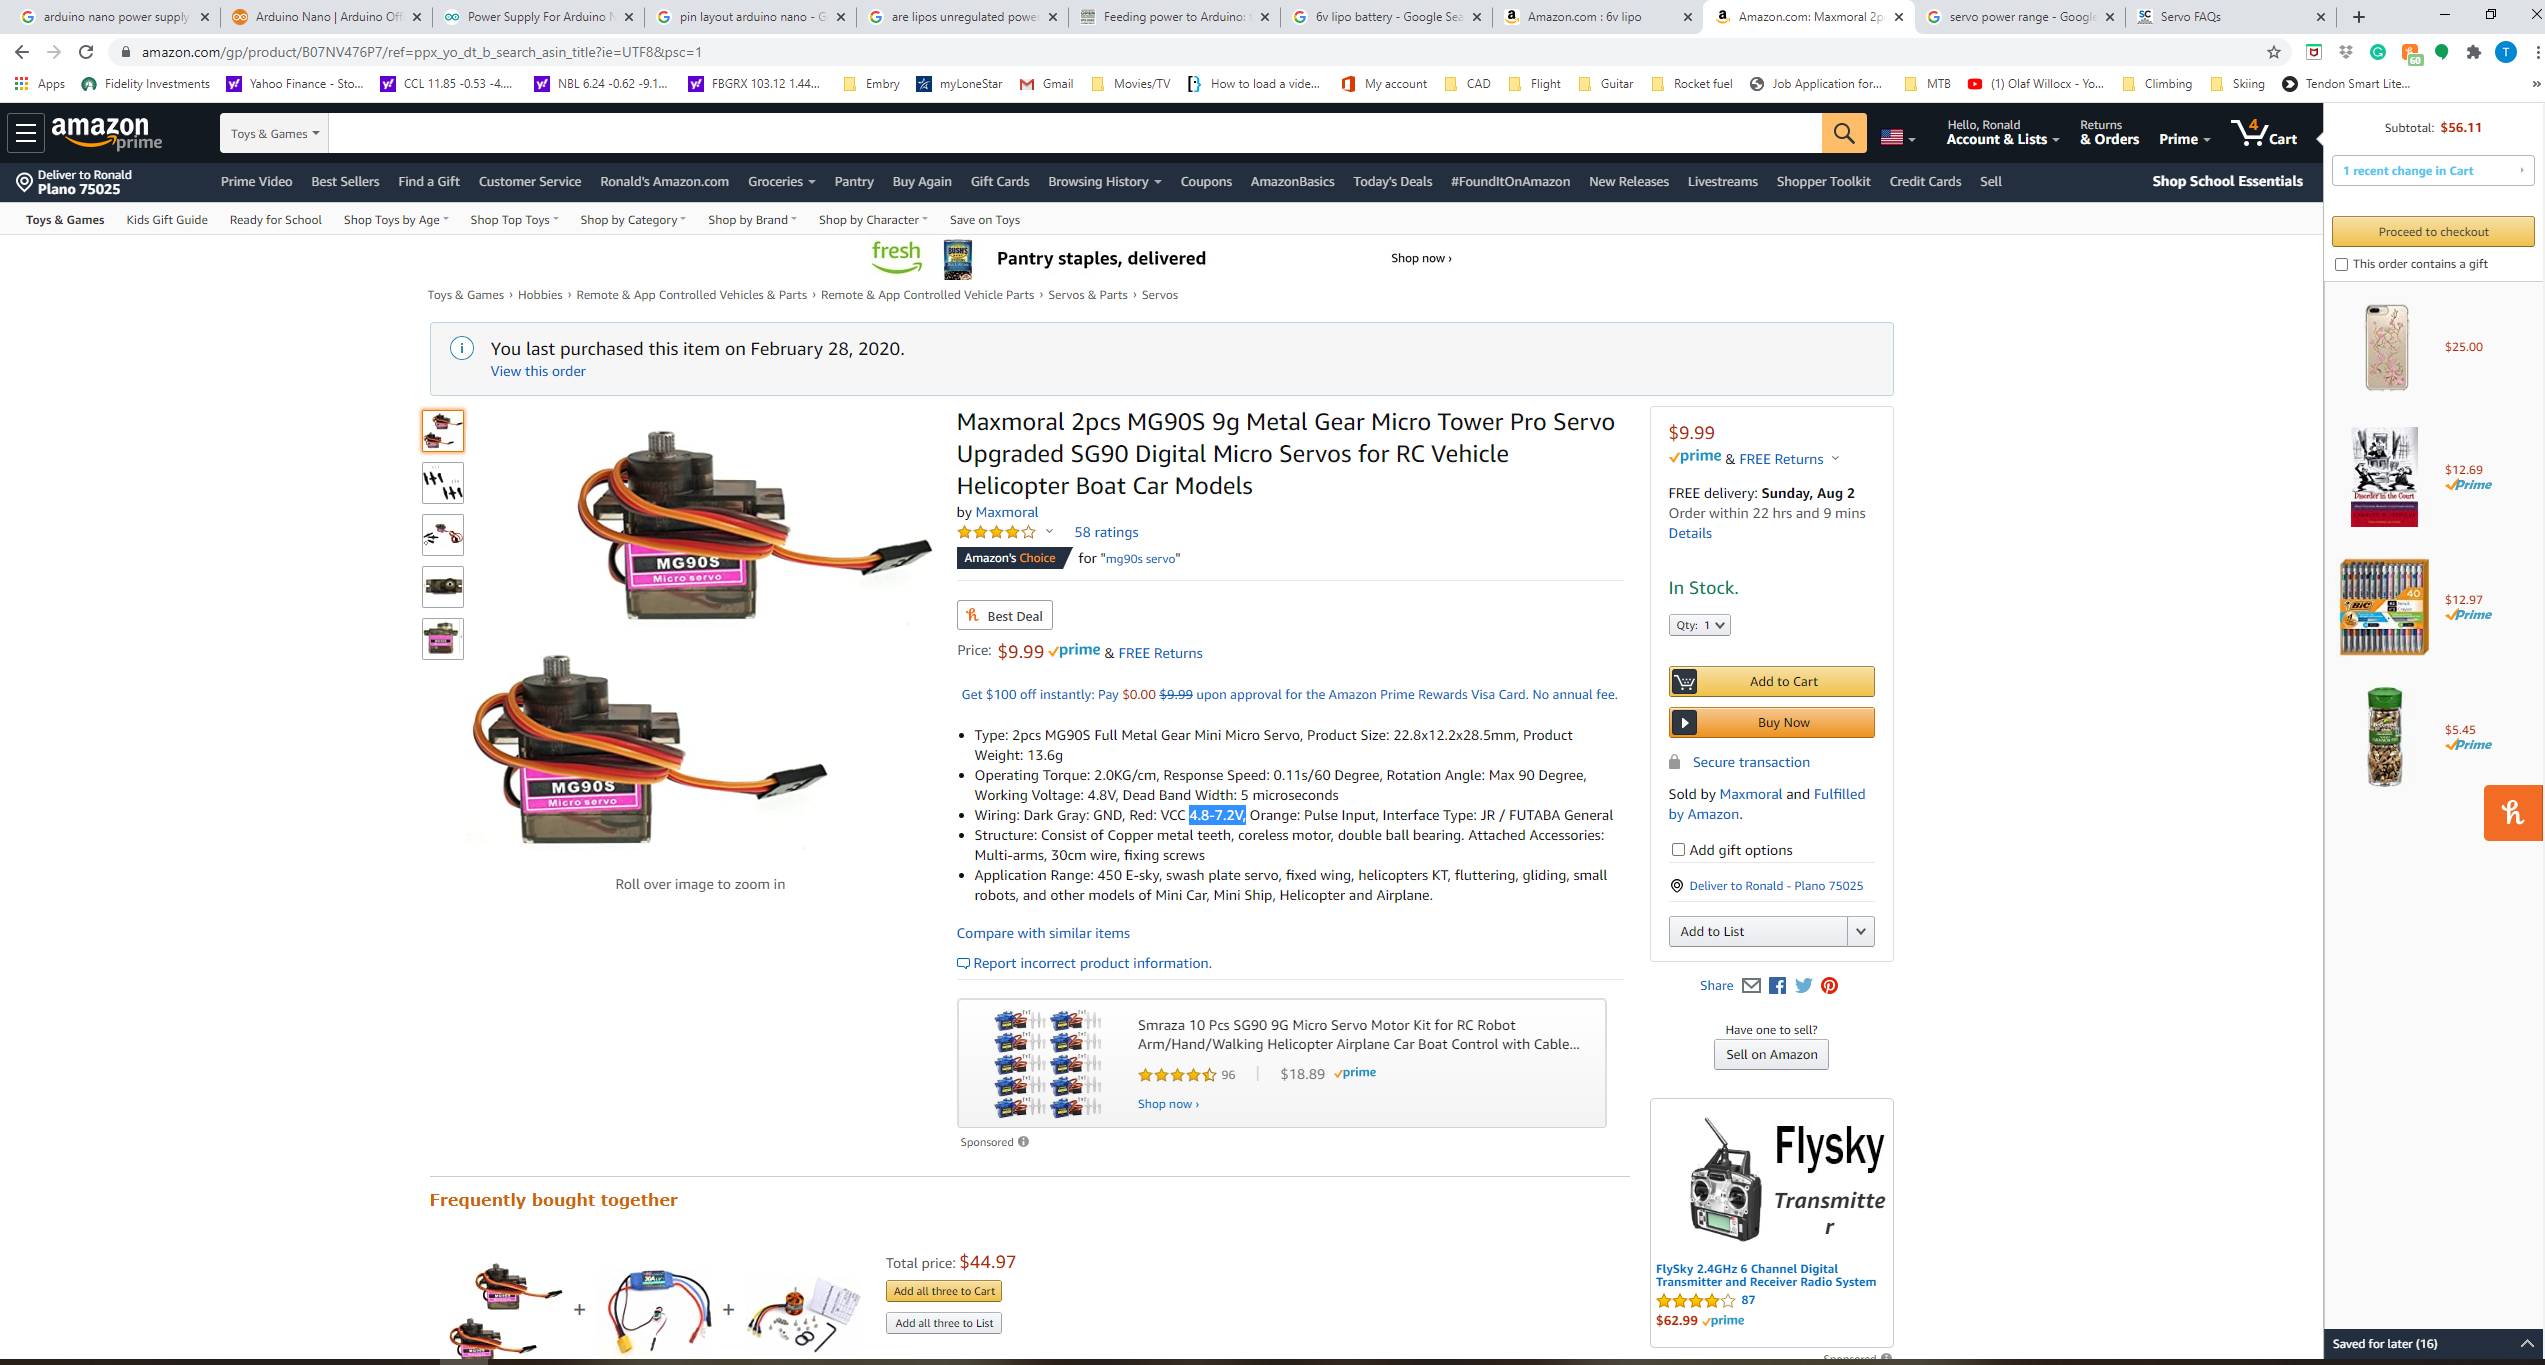 arduino nano power supply
Arduino Nano | Arduino Off
Power Supply For Arduino N
pin layout arduino nano - G
are lipos unregulated powe
Feeding power to Arduino: t
6v lipo battery - Google Sea
Amazon.com : 6v lipo
Amazon.com: Maxmoral 2p
servo power range - Google
Servo FAQs
amazon.com/gp/product/B07NV476P7/ref=ppx_yo_dt_b_search_asin_title?ie=UTF8&psc=1
60
T
Apps
Fidelity Investments
Yahoo Finance - Sto...
CCL 11.85 -0.53 -4....
NBL 6.24 -0.62 -9.1...
FBGRX 103.12 1.44...
Embry
myLoneStar
Gmail
Movies/TV
How to load a vide...
My account
CAD
Flight
Guitar
Rocket fuel
Job Application for...
MTB
(1) Olaf Willocx - Yo...
Climbing
Skiing
Tendon Smart Lite...
amazon prime
Toys & Games
Hello, Ronald
Account & Lists
Returns
& Orders
Prime
4
Cart
Deliver to Ronald
Plano 75025
Prime Video
Best Sellers
Find a Gift
Customer Service
Ronald's Amazon.com
Groceries
Pantry
Buy Again
Gift Cards
Browsing History
Coupons
AmazonBasics
Today's Deals
#FoundItOnAmazon
New Releases
Livestreams
Shopper Toolkit
Credit Cards
Sell
Shop School Essentials
Toys & Games
Kids Gift Guide
Ready for School
Shop Toys by Age
Shop Top Toys
Shop by Category
Shop by Brand
Shop by Character
Save on Toys
fresh
BUSH'S
Pantry staples, delivered
Shop now ›
Toys & Games › Hobbies › Remote & App Controlled Vehicles & Parts › Remote & App Controlled Vehicle Parts › Servos & Parts › Servos
You last purchased this item on February 28, 2020.
View this order
MG90S
Micro servo
MG90S
Micro servo
Roll over image to zoom in
Maxmoral 2pcs MG90S 9g Metal Gear Micro Tower Pro Servo
Upgraded SG90 Digital Micro Servos for RC Vehicle
Helicopter Boat Car Models
by Maxmoral
58 ratings
Amazon's Choice for "mg90s servo"
Best Deal
Price: $9.99 prime & FREE Returns
Get $100 off instantly: Pay $0.00 $9.99 upon approval for the Amazon Prime Rewards Visa Card. No annual fee.
• Type: 2pcs MG90S Full Metal Gear Mini Micro Servo, Product Size: 22.8x12.2x28.5mm, Product
Weight: 13.6g
• Operating Torque: 2.0KG/cm, Response Speed: 0.11s/60 Degree, Rotation Angle: Max 90 Degree,
Working Voltage: 4.8V, Dead Band Width: 5 microseconds
• Wiring: Dark Gray: GND, Red: VCC 4.8-7.2V, Orange: Pulse Input, Interface Type: JR / FUTABA General
• Structure: Consist of Copper metal teeth, coreless motor, double ball bearing. Attached Accessories:
Multi-arms, 30cm wire, fixing screws
• Application Range: 450 E-sky, swash plate servo, fixed wing, helicopters KT, fluttering, gliding, small
robots, and other models of Mini Car, Mini Ship, Helicopter and Airplane.
Compare with similar items
Report incorrect product information.
Smraza 10 Pcs SG90 9G Micro Servo Motor Kit for RC Robot
Arm/Hand/Walking Helicopter Airplane Car Boat Control with Cable...
96
$18.89 prime
Shop now ›
Sponsored
$9.99
prime & FREE Returns
FREE delivery: Sunday, Aug 2
Order within 22 hrs and 9 mins
Details
In Stock.
Qty: 1
Add to Cart
Buy Now
Secure transaction
Sold by Maxmoral and Fulfilled
by Amazon.
Add gift options
Deliver to Ronald - Plano 75025
Add to List
Share
Have one to sell?
Sell on Amazon
Flysky
Transmitte
r
FlySky 2.4GHz 6 Channel Digital
Transmitter and Receiver Radio System
87
$62.99 prime
Sponsored
Frequently bought together
30A
+
+
Total price: $44.97
Add all three to Cart
Add all three to List
Subtotal: $56.11
1 recent change in Cart
Proceed to checkout
This order contains a gift
$25.00
Disorder in the Court
$12.69
Prime
BIC
40
$12.97
Prime
$5.45
Prime
h
Saved for later (16)